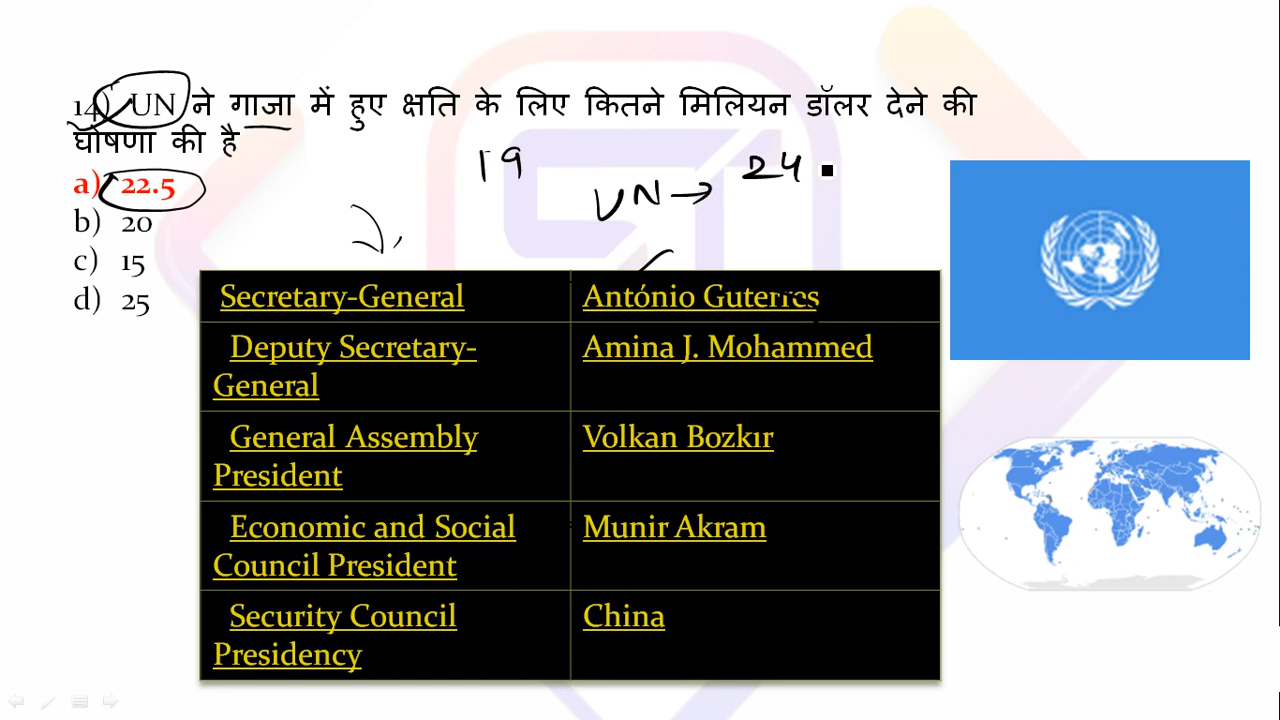 14) UN ने गाजा में हुए क्षति के लिए कितने मिलियन डॉलर देने की
घोषणा की है
a) 22.5
b) 20
c) 15
d) 25
19
UN → 24
Secretary-General António Guterres
Deputy Secretary-
General
Amina J. Mohammed
General Assembly
President
Volkan Bozkır
Economic and Social
Council President
Munir Akram
Security Council
Presidency
China